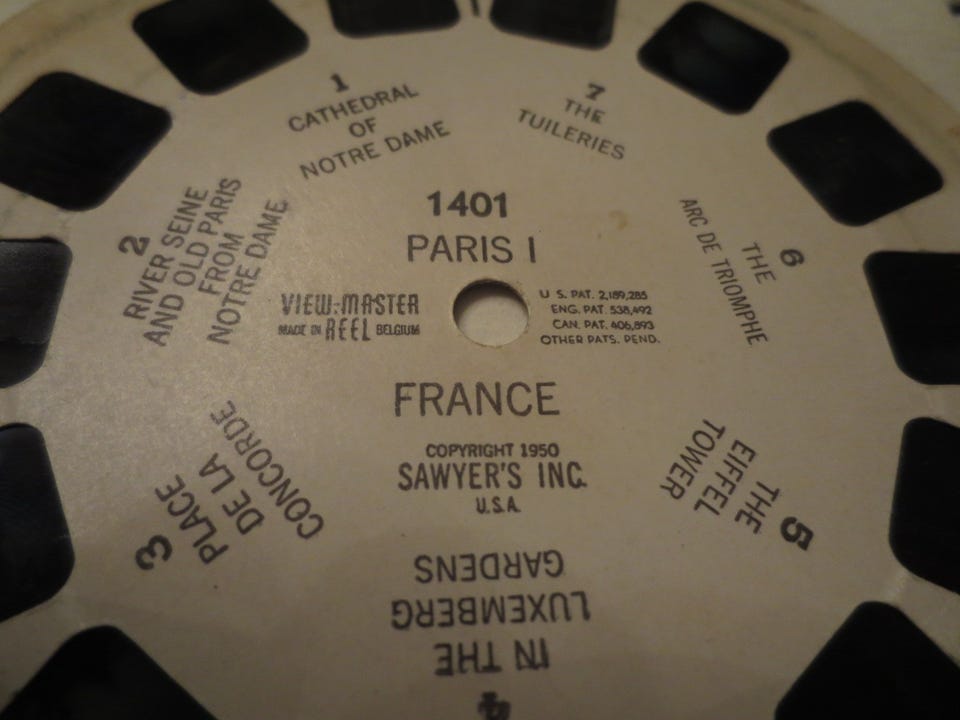 1401
PARIS I
VIEW-MASTER
MADE IN REEL BELGIUM
U.S. PAT. 2,189,285
ENG. PAT. 538,492
CAN. PAT. 406,893
OTHER PATS. PEND.
FRANCE
COPYRIGHT 1950
SAWYER'S INC.
U.S.A.
1
CATHEDRAL
OF
NOTRE DAME
2
RIVER SEINE
AND OLD PARIS
FROM
NOTRE DAME
3
PLACE
DE LA
CONCORDE
4
IN THE
LUXEMBERG
GARDENS
5
THE
EIFFEL
TOWER
6
THE
ARC DE TRIOMPHE
7
THE
TUILERIES